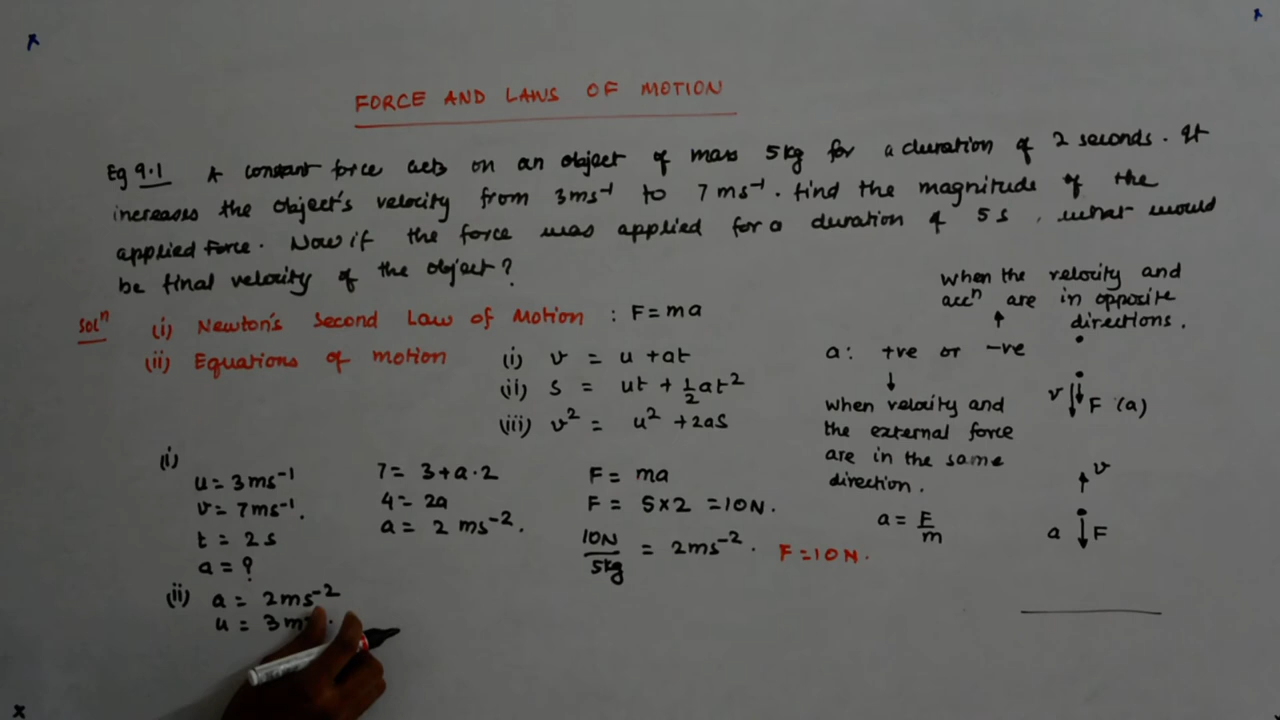 FORCE AND LAWS OF MOTION
Eg 9.1 A constant force acts on an object of mass 5kg for a duration of 2 seconds. It
increases the object's velocity from 3ms⁻¹ to 7ms⁻¹. find the magnitude of the
applied force. Now if the force was applied for a duration of 5s, what would
be final velocity of the object?
Solⁿ (i) Newton's Second Law of Motion : F=ma
(ii) Equations of motion
(i) v = u +at
(ii) s = ut + 1/2 at²
(iii) v² = u² +2as
a: +ve or -ve
when the velocity and
accⁿ are in opposite
directions.
when velocity and
the external force
are in the same
direction.
a = F/m
v F (a)
v
a F
(i)
u = 3ms⁻¹
v = 7ms⁻¹.
t = 2s
a = ?
7 = 3+a·2
4 = 2a
a = 2 ms⁻².
F = ma
F = 5×2 =10N.
10N/5kg = 2ms⁻². F=10N.
(ii) a = 2ms⁻²
u = 3m